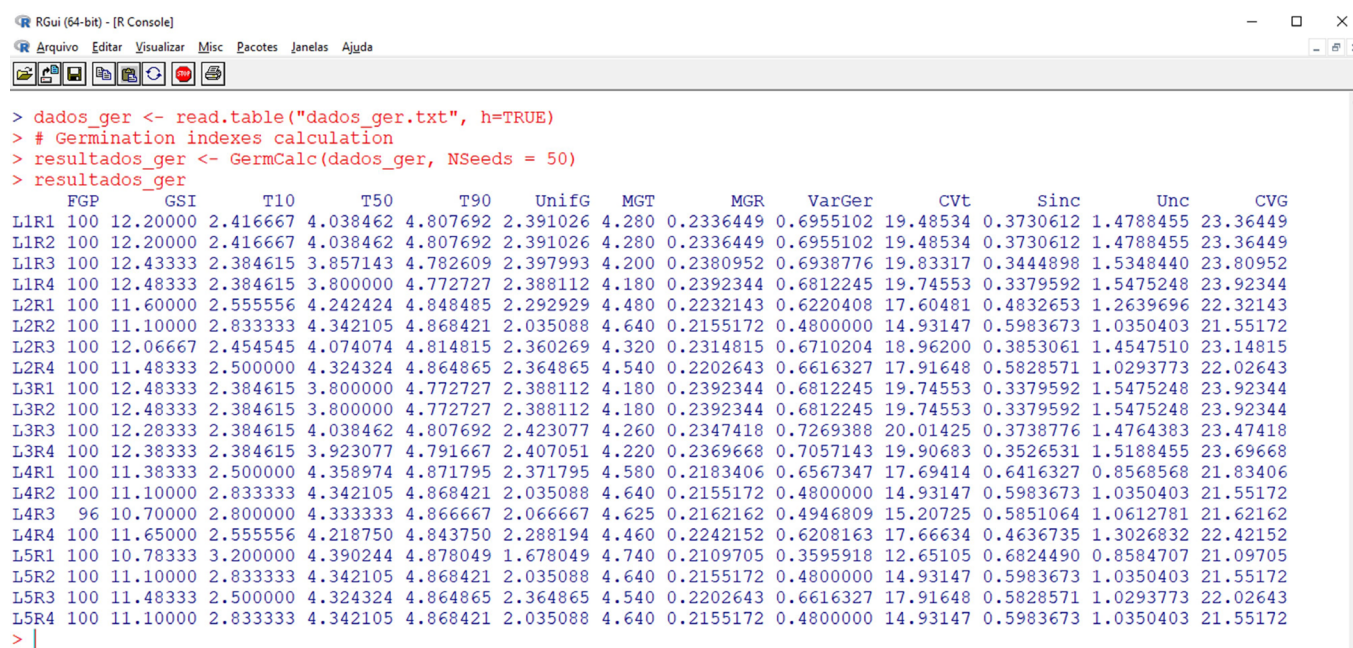 RGui (64-bit) - [R Console]
Arquivo Editar Visualizar Misc Pacotes Janelas Ajuda
STOP
> dados_ger <- read.table("dados_ger.txt", h=TRUE)
> # Germination indexes calculation
> resultados_ger <- GermCalc(dados_ger, NSeeds = 50)
> resultados_ger
FGP GSI T10 T50 T90 UnifG MGT MGR VarGer CVt Sinc Unc CVG
L1R1 100 12.20000 2.416667 4.038462 4.807692 2.391026 4.280 0.2336449 0.6955102 19.48534 0.3730612 1.4788455 23.36449
L1R2 100 12.20000 2.416667 4.038462 4.807692 2.391026 4.280 0.2336449 0.6955102 19.48534 0.3730612 1.4788455 23.36449
L1R3 100 12.43333 2.384615 3.857143 4.782609 2.397993 4.200 0.2380952 0.6938776 19.83317 0.3444898 1.5348440 23.80952
L1R4 100 12.48333 2.384615 3.800000 4.772727 2.388112 4.180 0.2392344 0.6812245 19.74553 0.3379592 1.5475248 23.92344
L2R1 100 11.60000 2.555556 4.242424 4.848485 2.292929 4.480 0.2232143 0.6220408 17.60481 0.4832653 1.2639696 22.32143
L2R2 100 11.10000 2.833333 4.342105 4.868421 2.035088 4.640 0.2155172 0.4800000 14.93147 0.5983673 1.0350403 21.55172
L2R3 100 12.06667 2.454545 4.074074 4.814815 2.360269 4.320 0.2314815 0.6710204 18.96200 0.3853061 1.4547510 23.14815
L2R4 100 11.48333 2.500000 4.324324 4.864865 2.364865 4.540 0.2202643 0.6616327 17.91648 0.5828571 1.0293773 22.02643
L3R1 100 12.48333 2.384615 3.800000 4.772727 2.388112 4.180 0.2392344 0.6812245 19.74553 0.3379592 1.5475248 23.92344
L3R2 100 12.48333 2.384615 3.800000 4.772727 2.388112 4.180 0.2392344 0.6812245 19.74553 0.3379592 1.5475248 23.92344
L3R3 100 12.28333 2.384615 4.038462 4.807692 2.423077 4.260 0.2347418 0.7269388 20.01425 0.3738776 1.4764383 23.47418
L3R4 100 12.38333 2.384615 3.923077 4.791667 2.407051 4.220 0.2369668 0.7057143 19.90683 0.3526531 1.5188455 23.69668
L4R1 100 11.38333 2.500000 4.358974 4.871795 2.371795 4.580 0.2183406 0.6567347 17.69414 0.6416327 0.8568568 21.83406
L4R2 100 11.10000 2.833333 4.342105 4.868421 2.035088 4.640 0.2155172 0.4800000 14.93147 0.5983673 1.0350403 21.55172
L4R3 96 10.70000 2.800000 4.333333 4.866667 2.066667 4.625 0.2162162 0.4946809 15.20725 0.5851064 1.0612781 21.62162
L4R4 100 11.65000 2.555556 4.218750 4.843750 2.288194 4.460 0.2242152 0.6208163 17.66634 0.4636735 1.3026832 22.42152
L5R1 100 10.78333 3.200000 4.390244 4.878049 1.678049 4.740 0.2109705 0.3595918 12.65105 0.6824490 0.8584707 21.09705
L5R2 100 11.10000 2.833333 4.342105 4.868421 2.035088 4.640 0.2155172 0.4800000 14.93147 0.5983673 1.0350403 21.55172
L5R3 100 11.48333 2.500000 4.324324 4.864865 2.364865 4.540 0.2202643 0.6616327 17.91648 0.5828571 1.0293773 22.02643
L5R4 100 11.10000 2.833333 4.342105 4.868421 2.035088 4.640 0.2155172 0.4800000 14.93147 0.5983673 1.0350403 21.55172
>